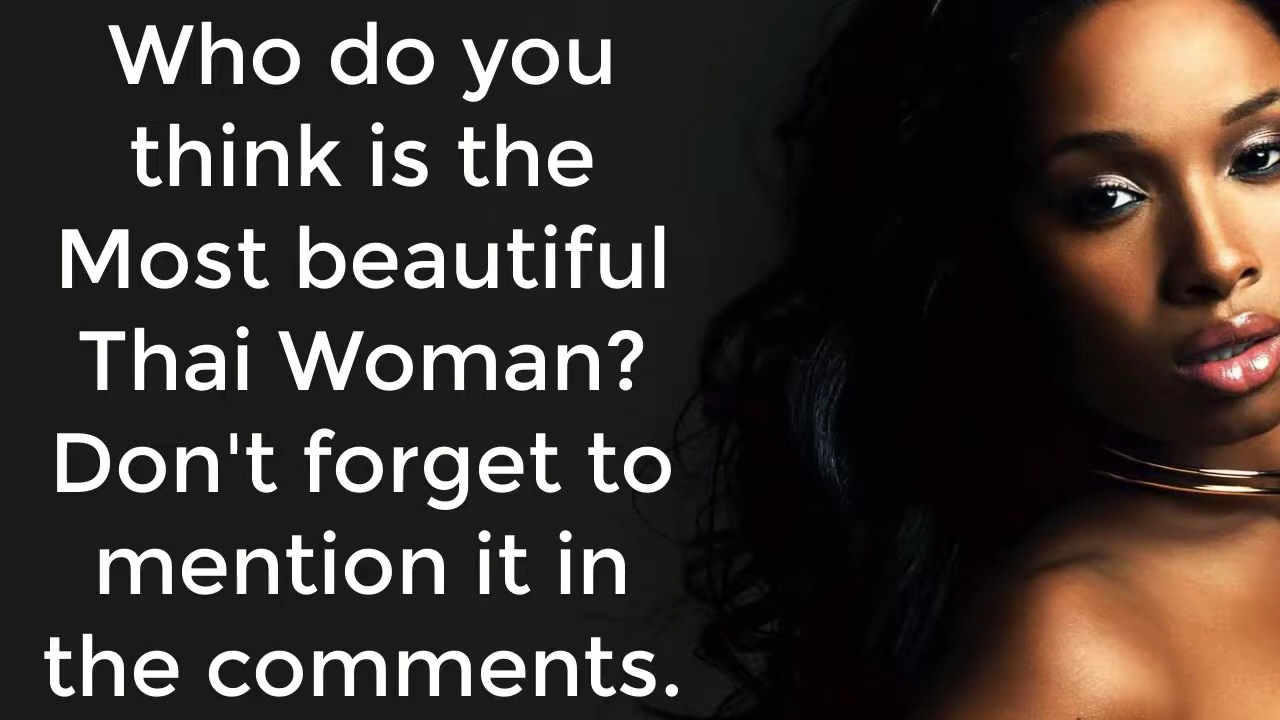 Who do you
think is the
Most beautiful
Thai Woman?
Don't forget to
mention it in
the comments.